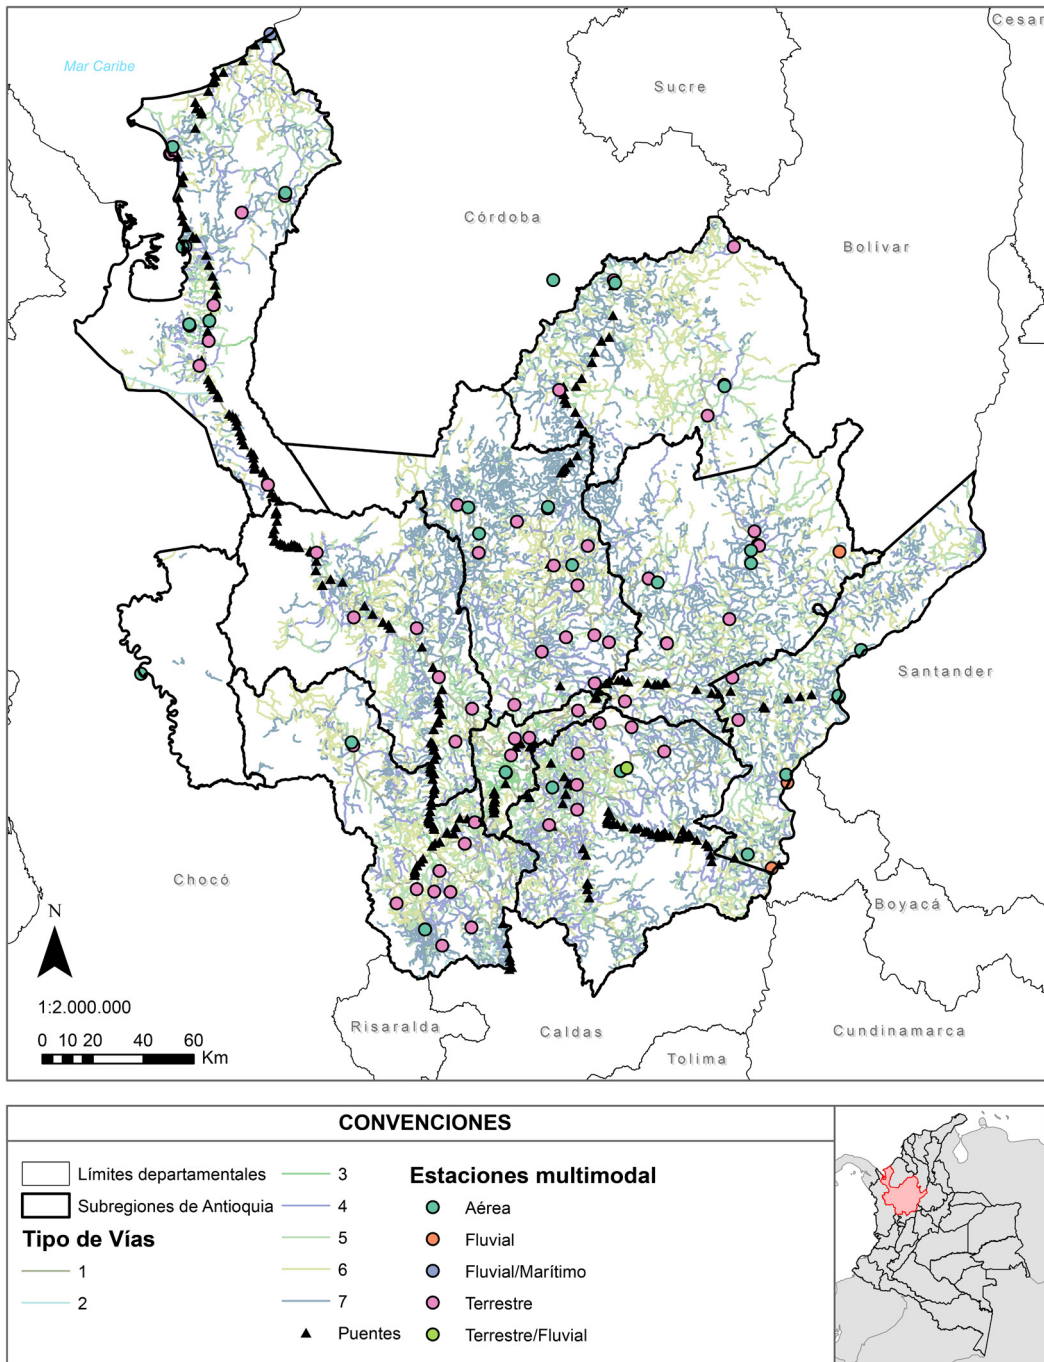 Cesar
Mar Caribe
Sucre
Córdoba
Bolívar
Santander
Chocó
Boyacá
N
1:2.000.000
0 10 20 40 60
Km
Risaralda
Caldas
Cundinamarca
Tolima
CONVENCIONES
Límites departamentales
Subregiones de Antioquia
Tipo de Vías
1
2
3
4
5
6
7
Puentes
Estaciones multimodal
Aérea
Fluvial
Fluvial/Marítimo
Terrestre
Terrestre/Fluvial